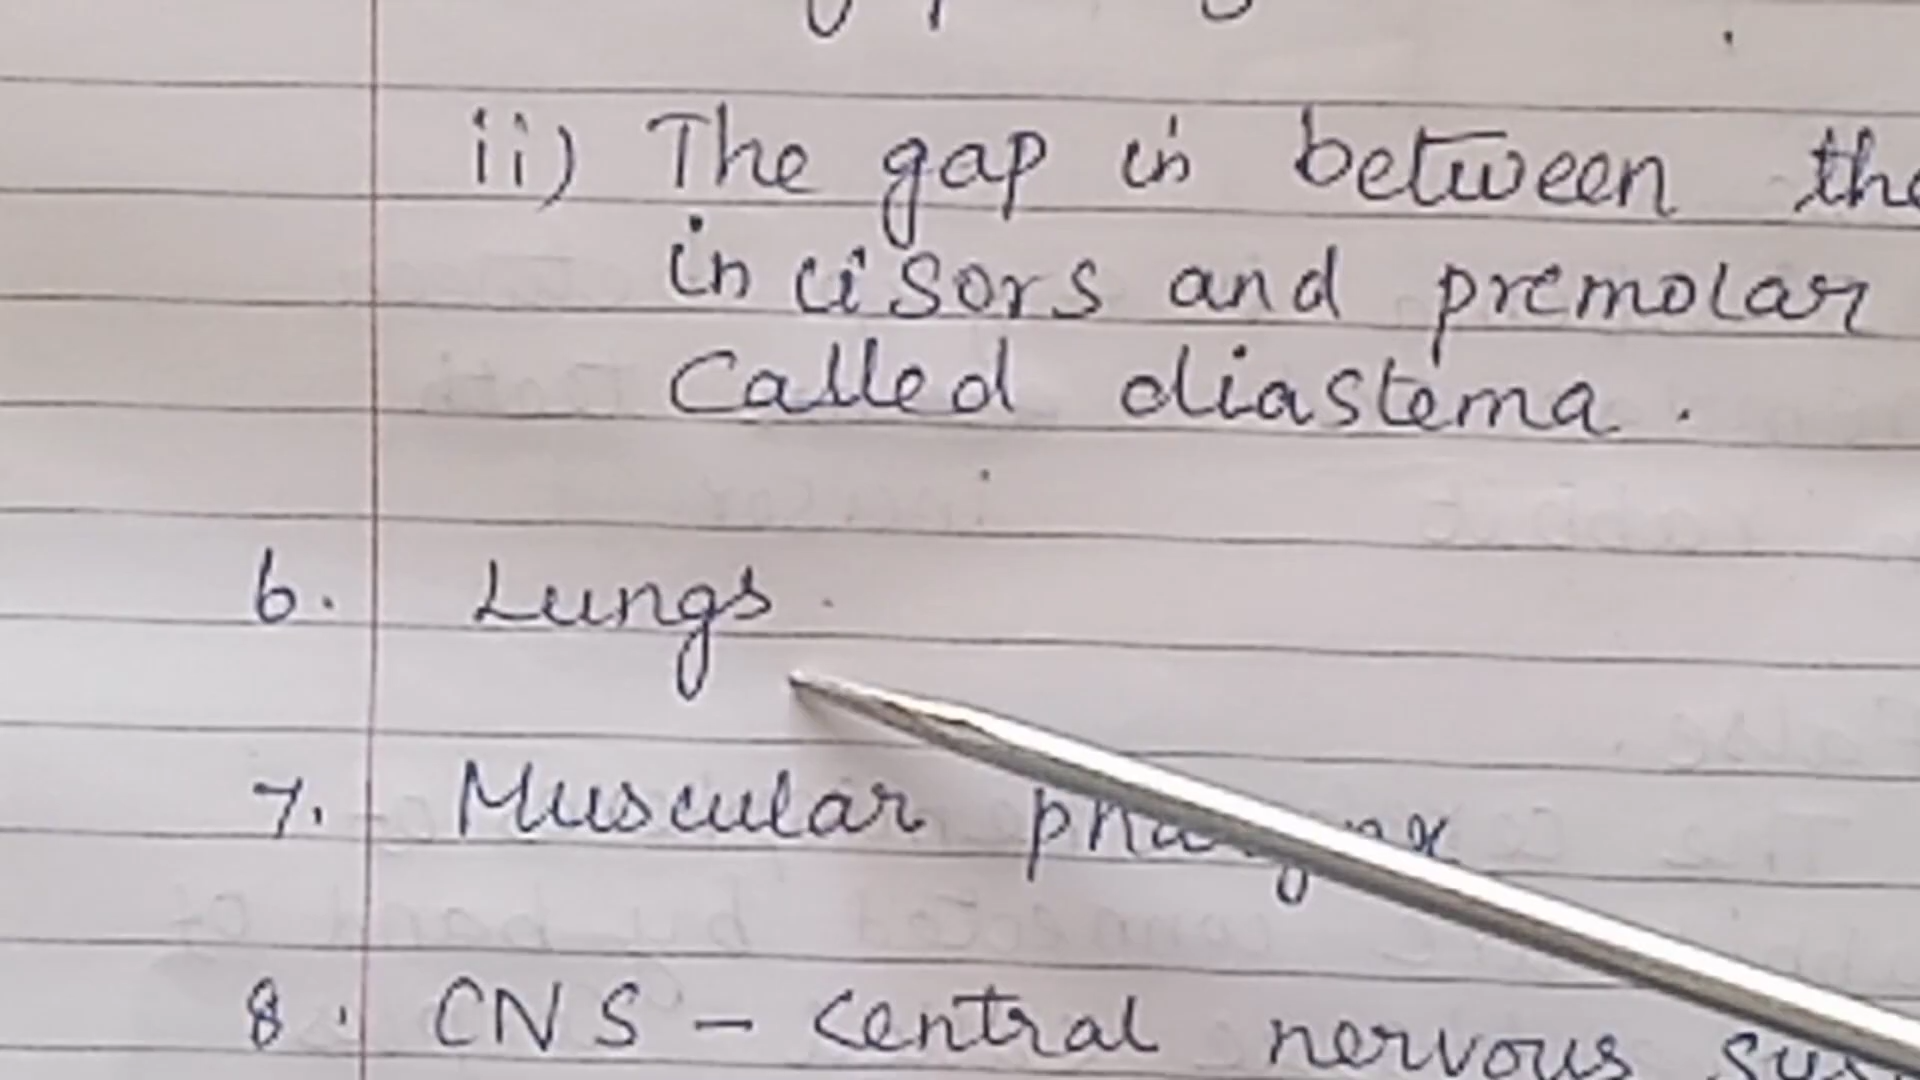 ii) The gap in between the
incisors and premolar
Called diastema.
6. Lungs.
7. Muscular
8. CNS - Central nervous